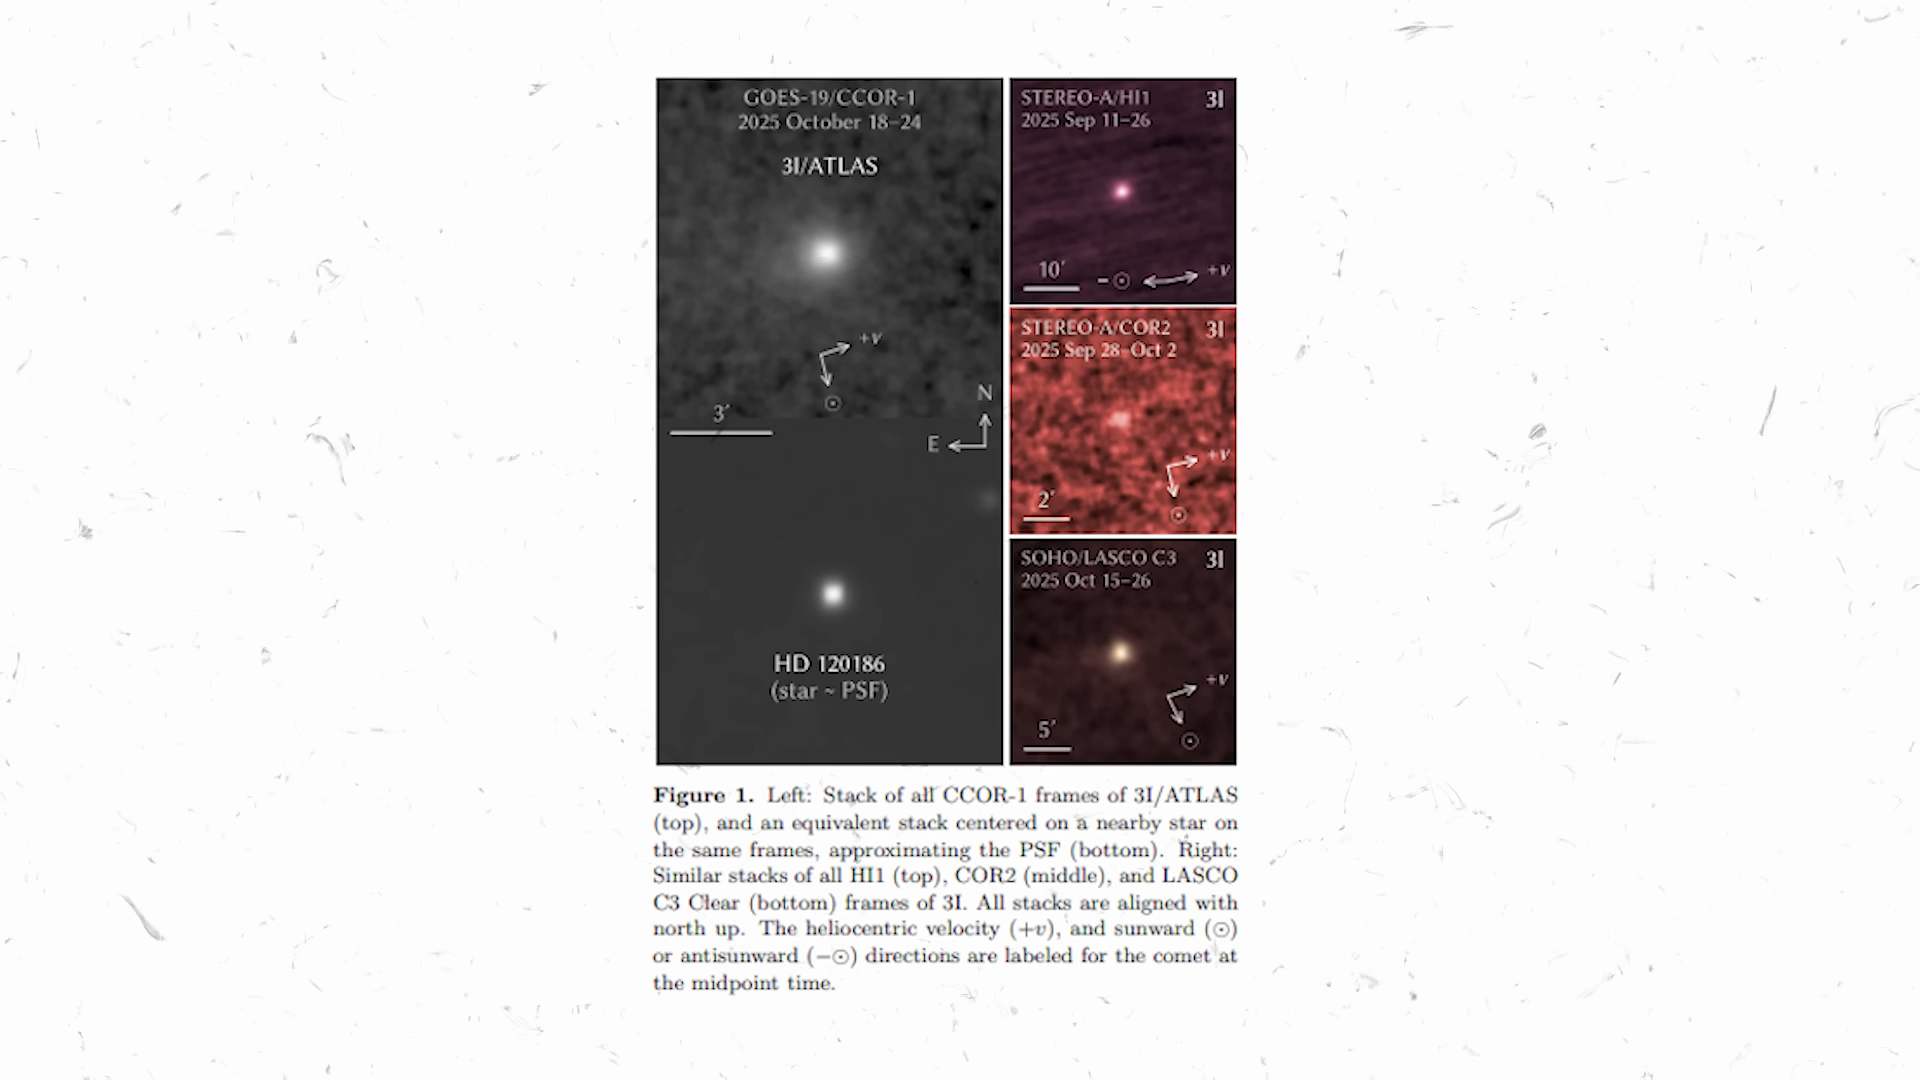 GOES-19/CCOR-1
2025 October 18–24
3I/ATLAS
+v
☉
3′
N
E
HD 120186
(star ~ PSF)
STEREO-A/HI1 3I
2025 Sep 11–26
10′
−☉
+v
STEREO-A/COR2 3I
2025 Sep 28–Oct 2
+v
2′
☉
SOHO/LASCO C3 3I
2025 Oct 15–26
+v
5′
☉
Figure 1. Left: Stack of all CCOR-1 frames of 3I/ATLAS
(top), and an equivalent stack centered on a nearby star on
the same frames, approximating the PSF (bottom). Right:
Similar stacks of all HI1 (top), COR2 (middle), and LASCO
C3 Clear (bottom) frames of 3I. All stacks are aligned with
north up. The heliocentric velocity (+v), and sunward (☉)
or antisunward (−☉) directions are labeled for the comet at
the midpoint time.